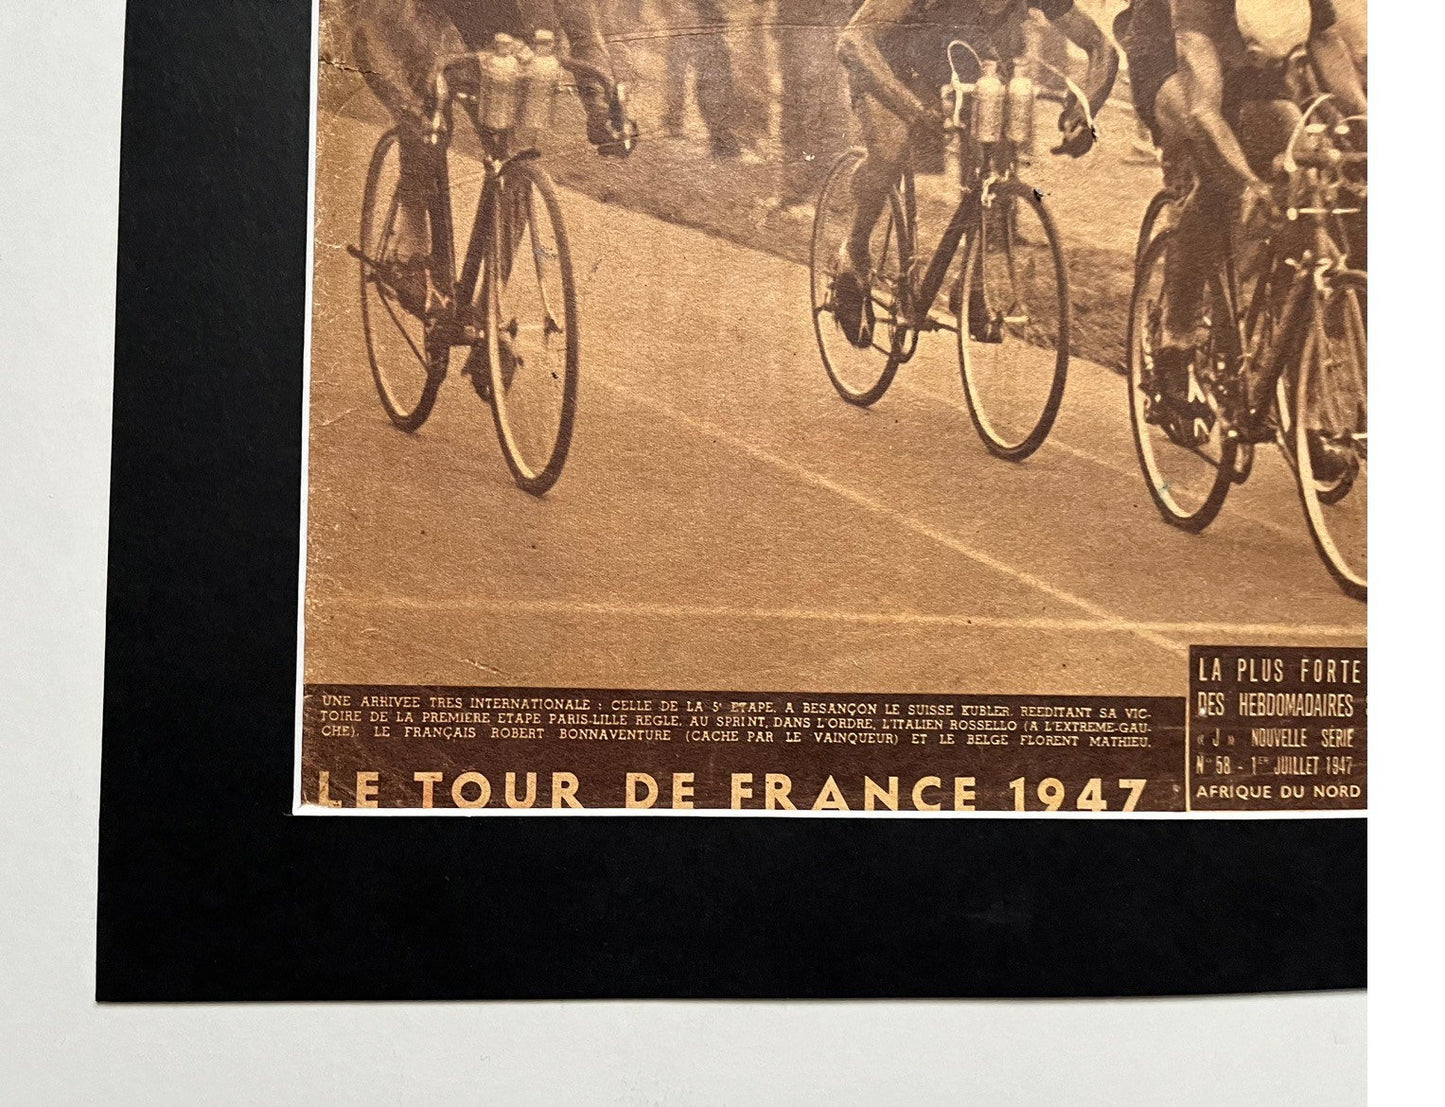 UNE ARRIVEE TRES INTERNATIONALE : CELLE DE LA 5e ETAPE. A BESANÇON LE SUISSE KUBLER, REEDITANT SA VIC-
TOIRE DE LA PREMIERE ETAPE PARIS-LILLE REGLE, AU SPRINT, DANS L'ORDRE, L'ITALIEN ROSSELLO (A L'EXTREME-GAU-
CHE), LE FRANÇAIS ROBERT BONNAVENTURE (CACHE PAR LE VAINQUEUR) ET LE BELGE FLORENT MATHIEU.
LE TOUR DE FRANCE 1947
LA PLUS FORTE
DES HEBDOMADAIRES
« J » NOUVELLE SERIE
No 58 - 1ER JUILLET 1947
AFRIQUE DU NORD